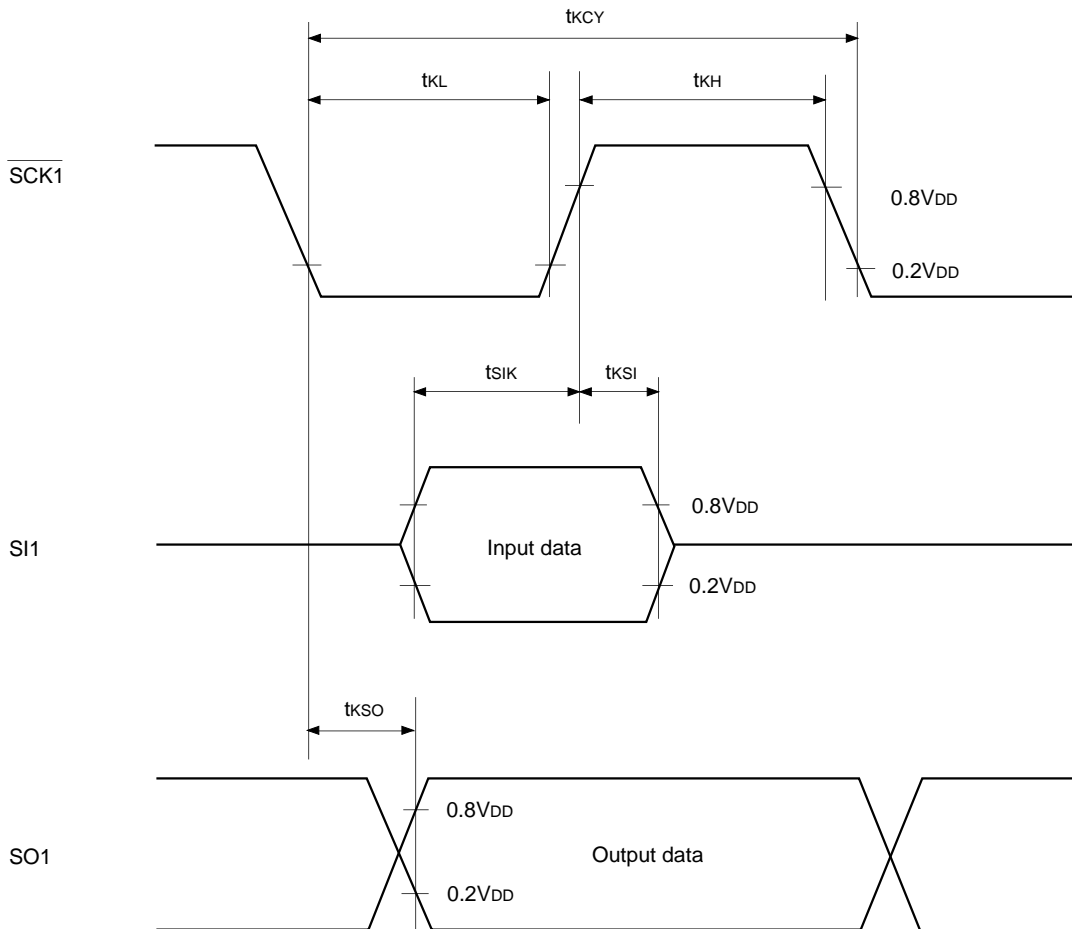 tKCY
tKL
tKH
SCK1
0.8VDD
0.2VDD
tSIK
tKSI
0.8VDD
SI1
Input data
0.2VDD
tKSO
0.8VDD
SO1
Output data
0.2VDD